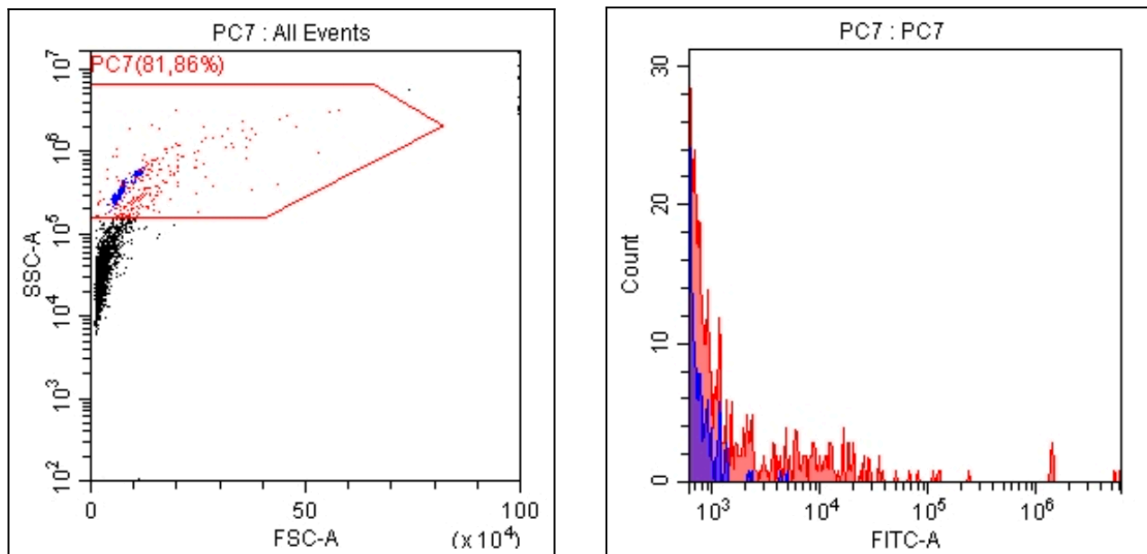 PC7 : All Events
PC7(81,86%)
10^7
10^6
10^5
10^4
10^3
10^2
SSC-A
0
50
100
FSC-A
(x 10^4)
PC7 : PC7
30
20
10
0
Count
10^3
10^4
10^5
10^6
FITC-A